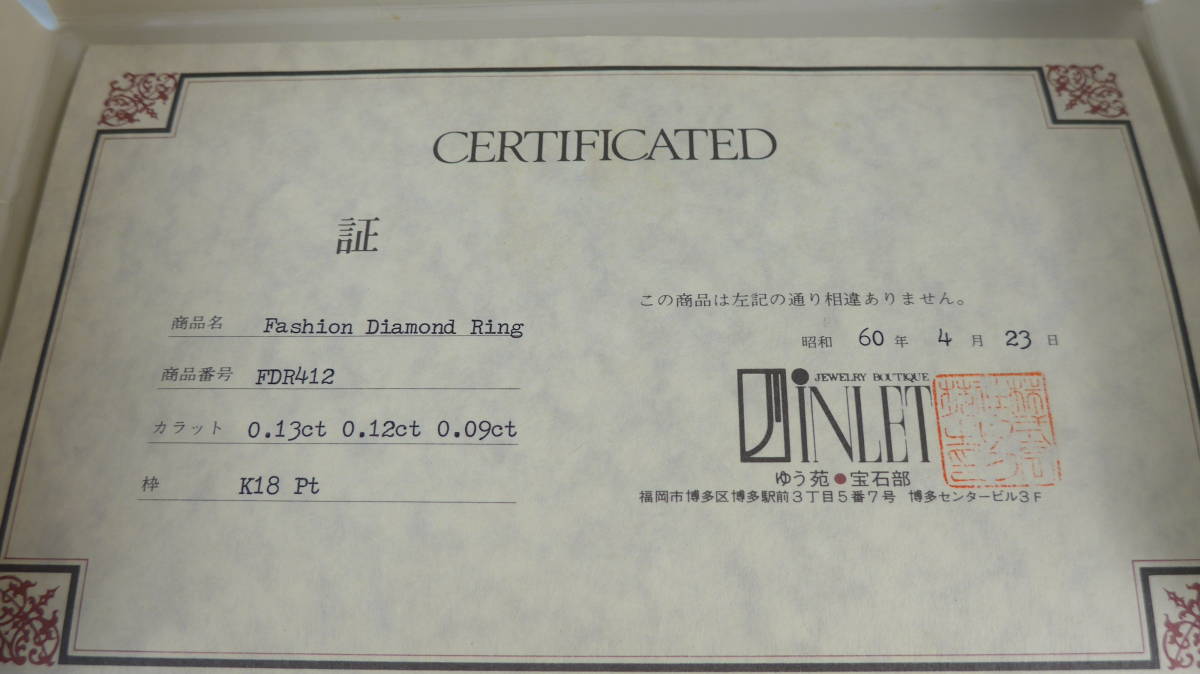 CERTIFICATED
証
商品名 Fashion Diamond Ring
商品番号 FDR412
カラット 0.13ct 0.12ct 0.09ct
枠 K18 Pt
この商品は左記の通り相違ありません。
昭和 60 年 4 月 23 日
JEWELRY BOUTIQUE
iNLET
ゆう苑●宝石部
福岡市博多区博多駅前3丁目5番7号 博多センタービル3F